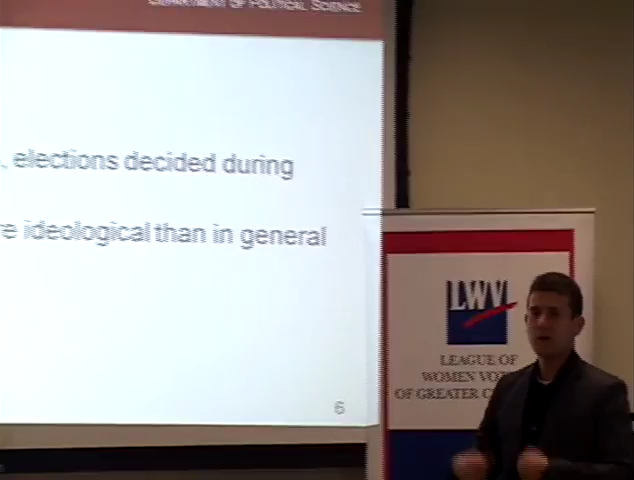 DEPARTMENT OF POLITICAL SCIENCE
, elections decided during
re ideological than in general
6
LWV
LEAGUE OF
WOMEN VOT
OF GREATER C